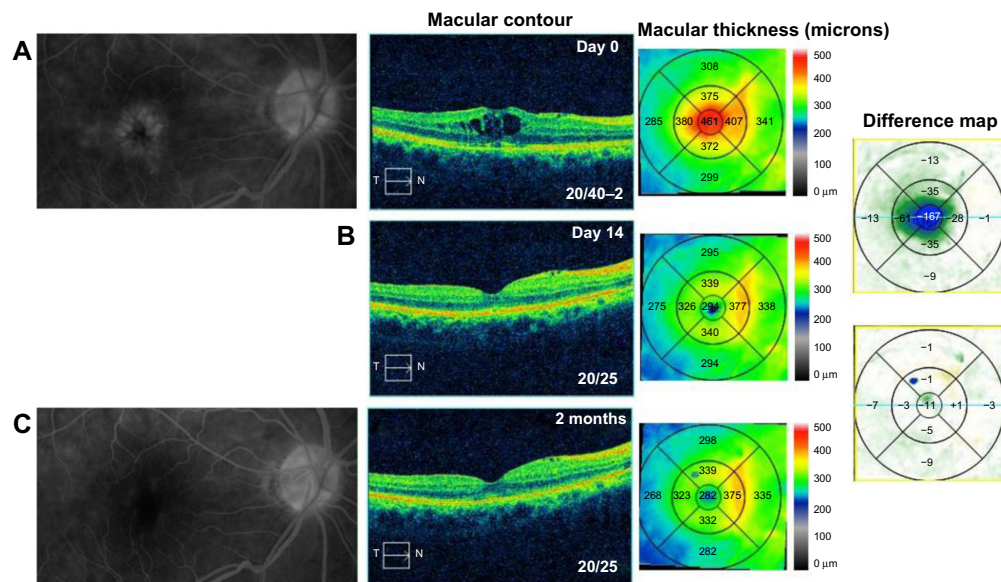 Macular contour
Macular thickness (microns)
Difference map
A
Day 0
T N
20/40–2
308
375
285 380 461 407 341
372
299
500
400
300
200
100
0 μm
–13
–35
–13 –61 –167 –28 –1
–35
–9
B
Day 14
T N
20/25
295
339
275 326 294 377 338
340
294
500
400
300
200
100
0 μm
–1
–1
–7 –3 –11 +1 –3
–5
–9
C
2 months
T N
20/25
298
339
268 323 282 375 335
332
282
500
400
300
200
100
0 μm